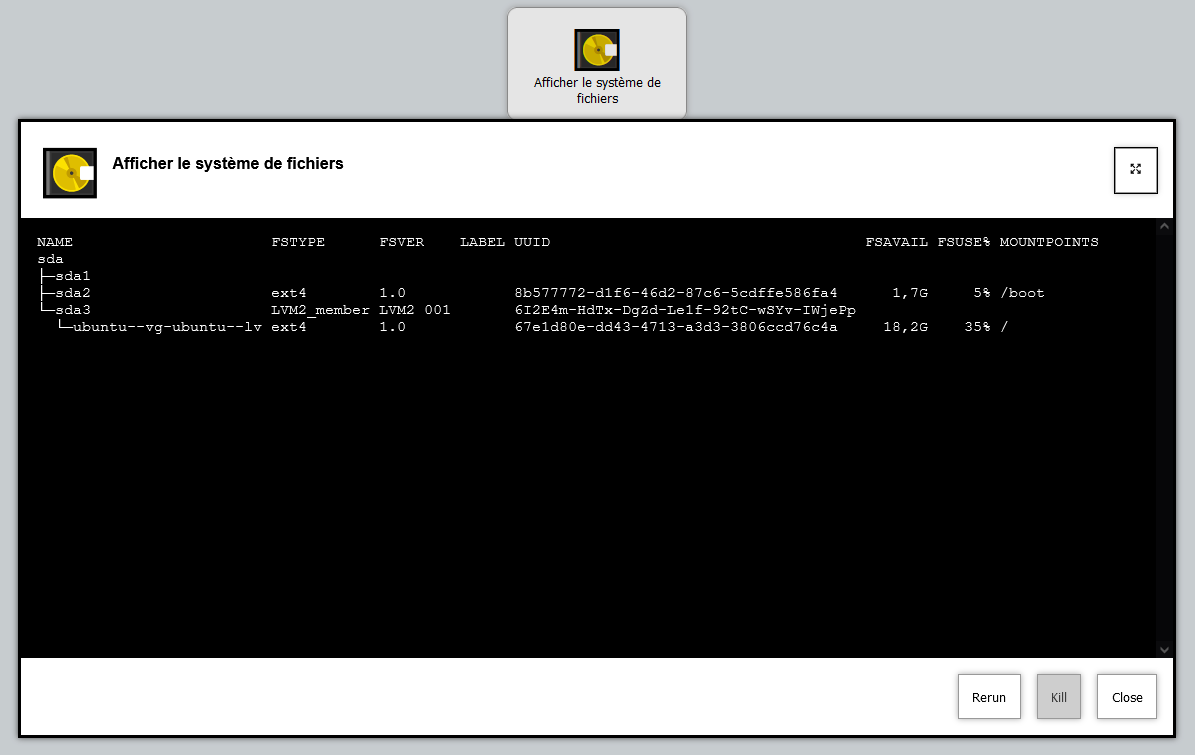 Afficher le système de
fichiers
Afficher le système de fichiers
NAME FSTYPE FSVER LABEL UUID FSAVAIL FSUSE% MOUNTPOINTS
sda
├─sda1
├─sda2 ext4 1.0 8b577772-d1f6-46d2-87c6-5cdffe586fa4 1,7G 5% /boot
└─sda3 LVM2_member LVM2 001 6I2E4m-HdTx-DgZd-Le1f-92tC-wSYv-IWjePp
└─ubuntu--vg-ubuntu--lv ext4 1.0 67e1d80e-dd43-4713-a3d3-3806ccd76c4a 18,2G 35% /
Rerun Kill Close